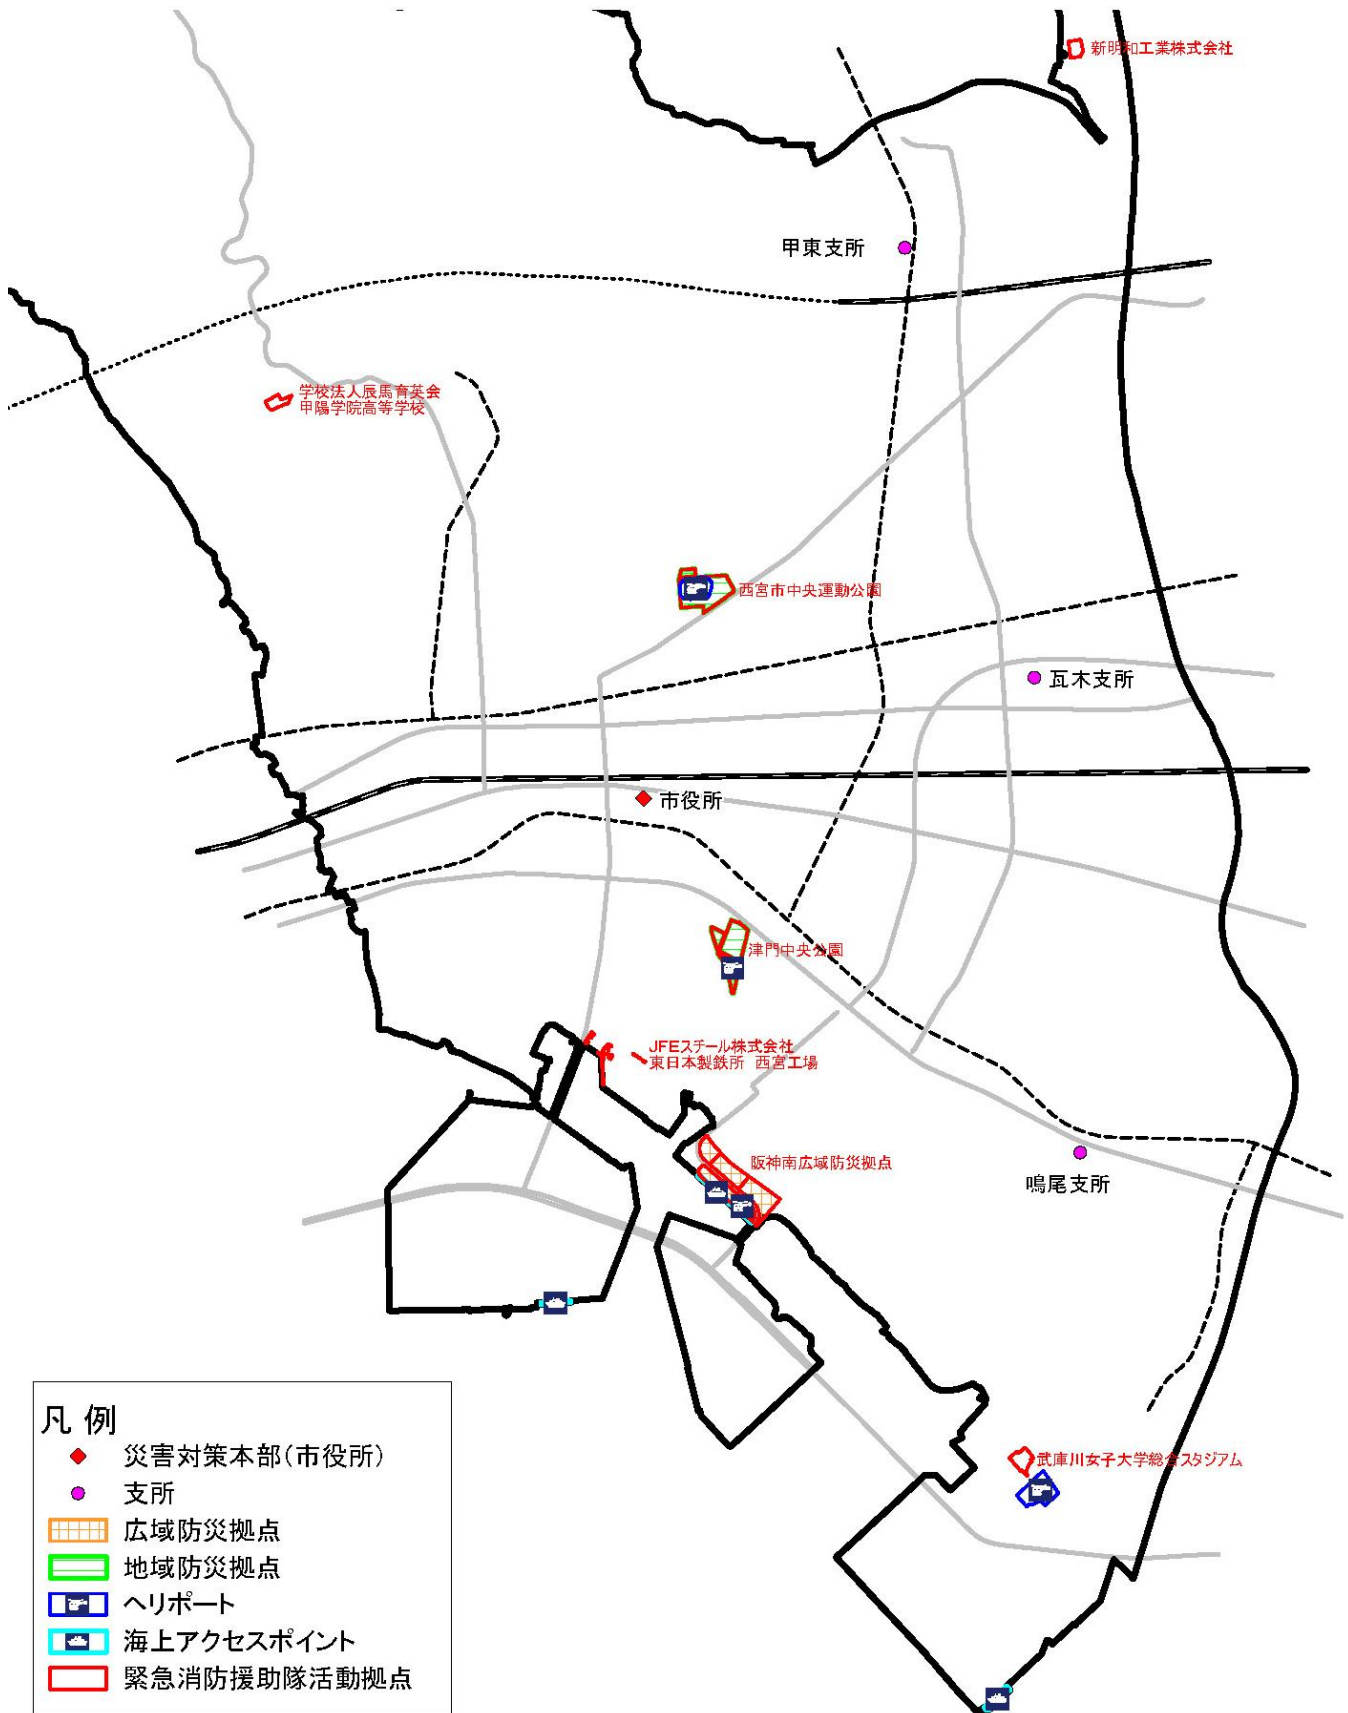 新明和工業株式会社
甲東支所
学校法人辰馬育英会
甲陽学院高等学校
西宮市中央運動公園
瓦木支所
市役所
津門中央公園
JFEスチール株式会社
東日本製鉄所 西宮工場
阪神南広域防災拠点
鳴尾支所
武庫川女子大学総合スタジアム
凡 例
災害対策本部(市役所)
支所
広域防災拠点
地域防災拠点
ヘリポート
海上アクセスポイント
緊急消防援助隊活動拠点